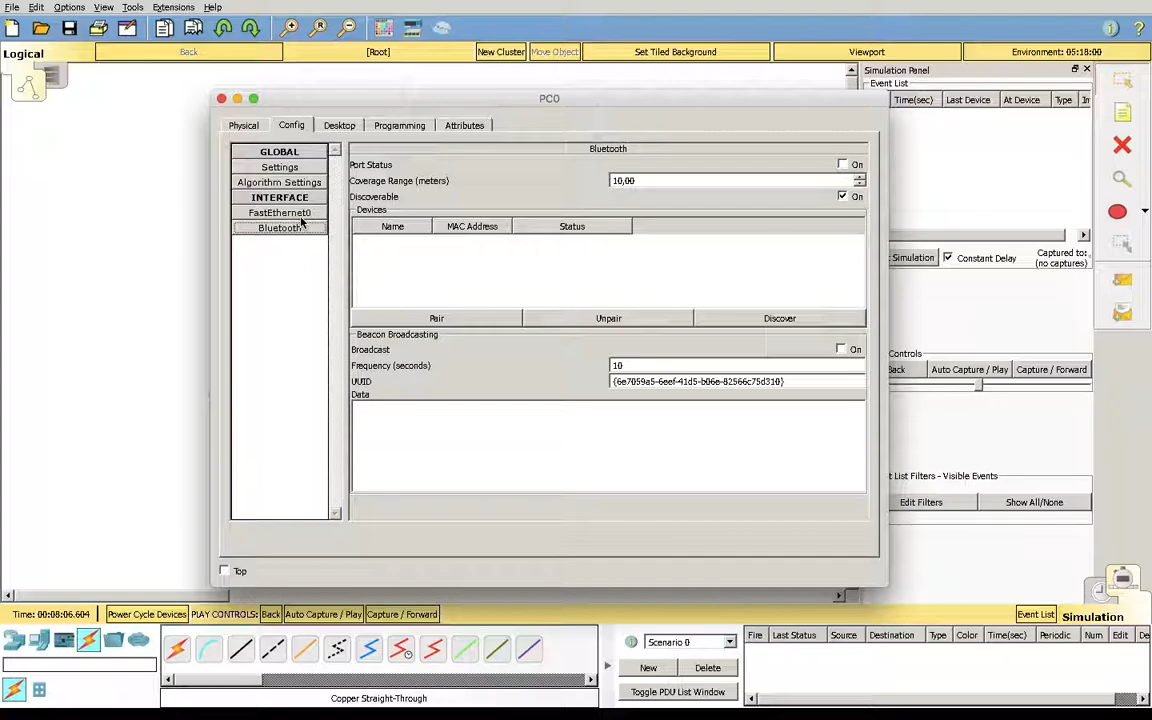 File Edit Options View Tools Extensions Help
Logical Back [Root] New Cluster Move Object Set Tiled Background Viewport Environment: 05:18:00
Simulation Panel
Event List
Time(sec) Last Device At Device Type
PC0
Physical Config Desktop Programming Attributes
GLOBAL
Settings
Algorithm Settings
INTERFACE
FastEthernet0
Bluetooth
Bluetooth
Port Status On
Coverage Range (meters) 10,00
Discoverable On
Devices
Name MAC Address Status
Pair Unpair Discover
Beacon Broadcasting
Broadcast On
Frequency (seconds) 10
UUID {6e7059a5-6eef-41d5-b06e-82566c75d310}
Data
Top
Simulation Constant Delay Captured to:
(no captures)
Controls
Back Auto Capture / Play Capture / Forward
List Filters - Visible Events
Edit Filters Show All/None
Time: 00:08:06.604 Power Cycle Devices PLAY CONTROLS: Back Auto Capture / Play Capture / Forward Event List Simulation
Scenario 0
New Delete
Toggle PDU List Window
Fire Last Status Source Destination Type Color Time(sec) Periodic Num Edit De
Copper Straight-Through